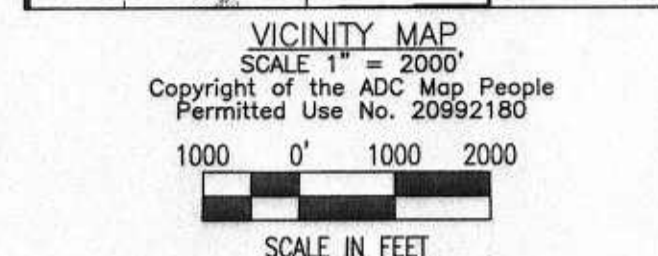 VICINITY MAP
SCALE 1" = 2000'
Copyright of the ADC Map People
Permitted Use No. 20992180
1000 0' 1000 2000
SCALE IN FEET